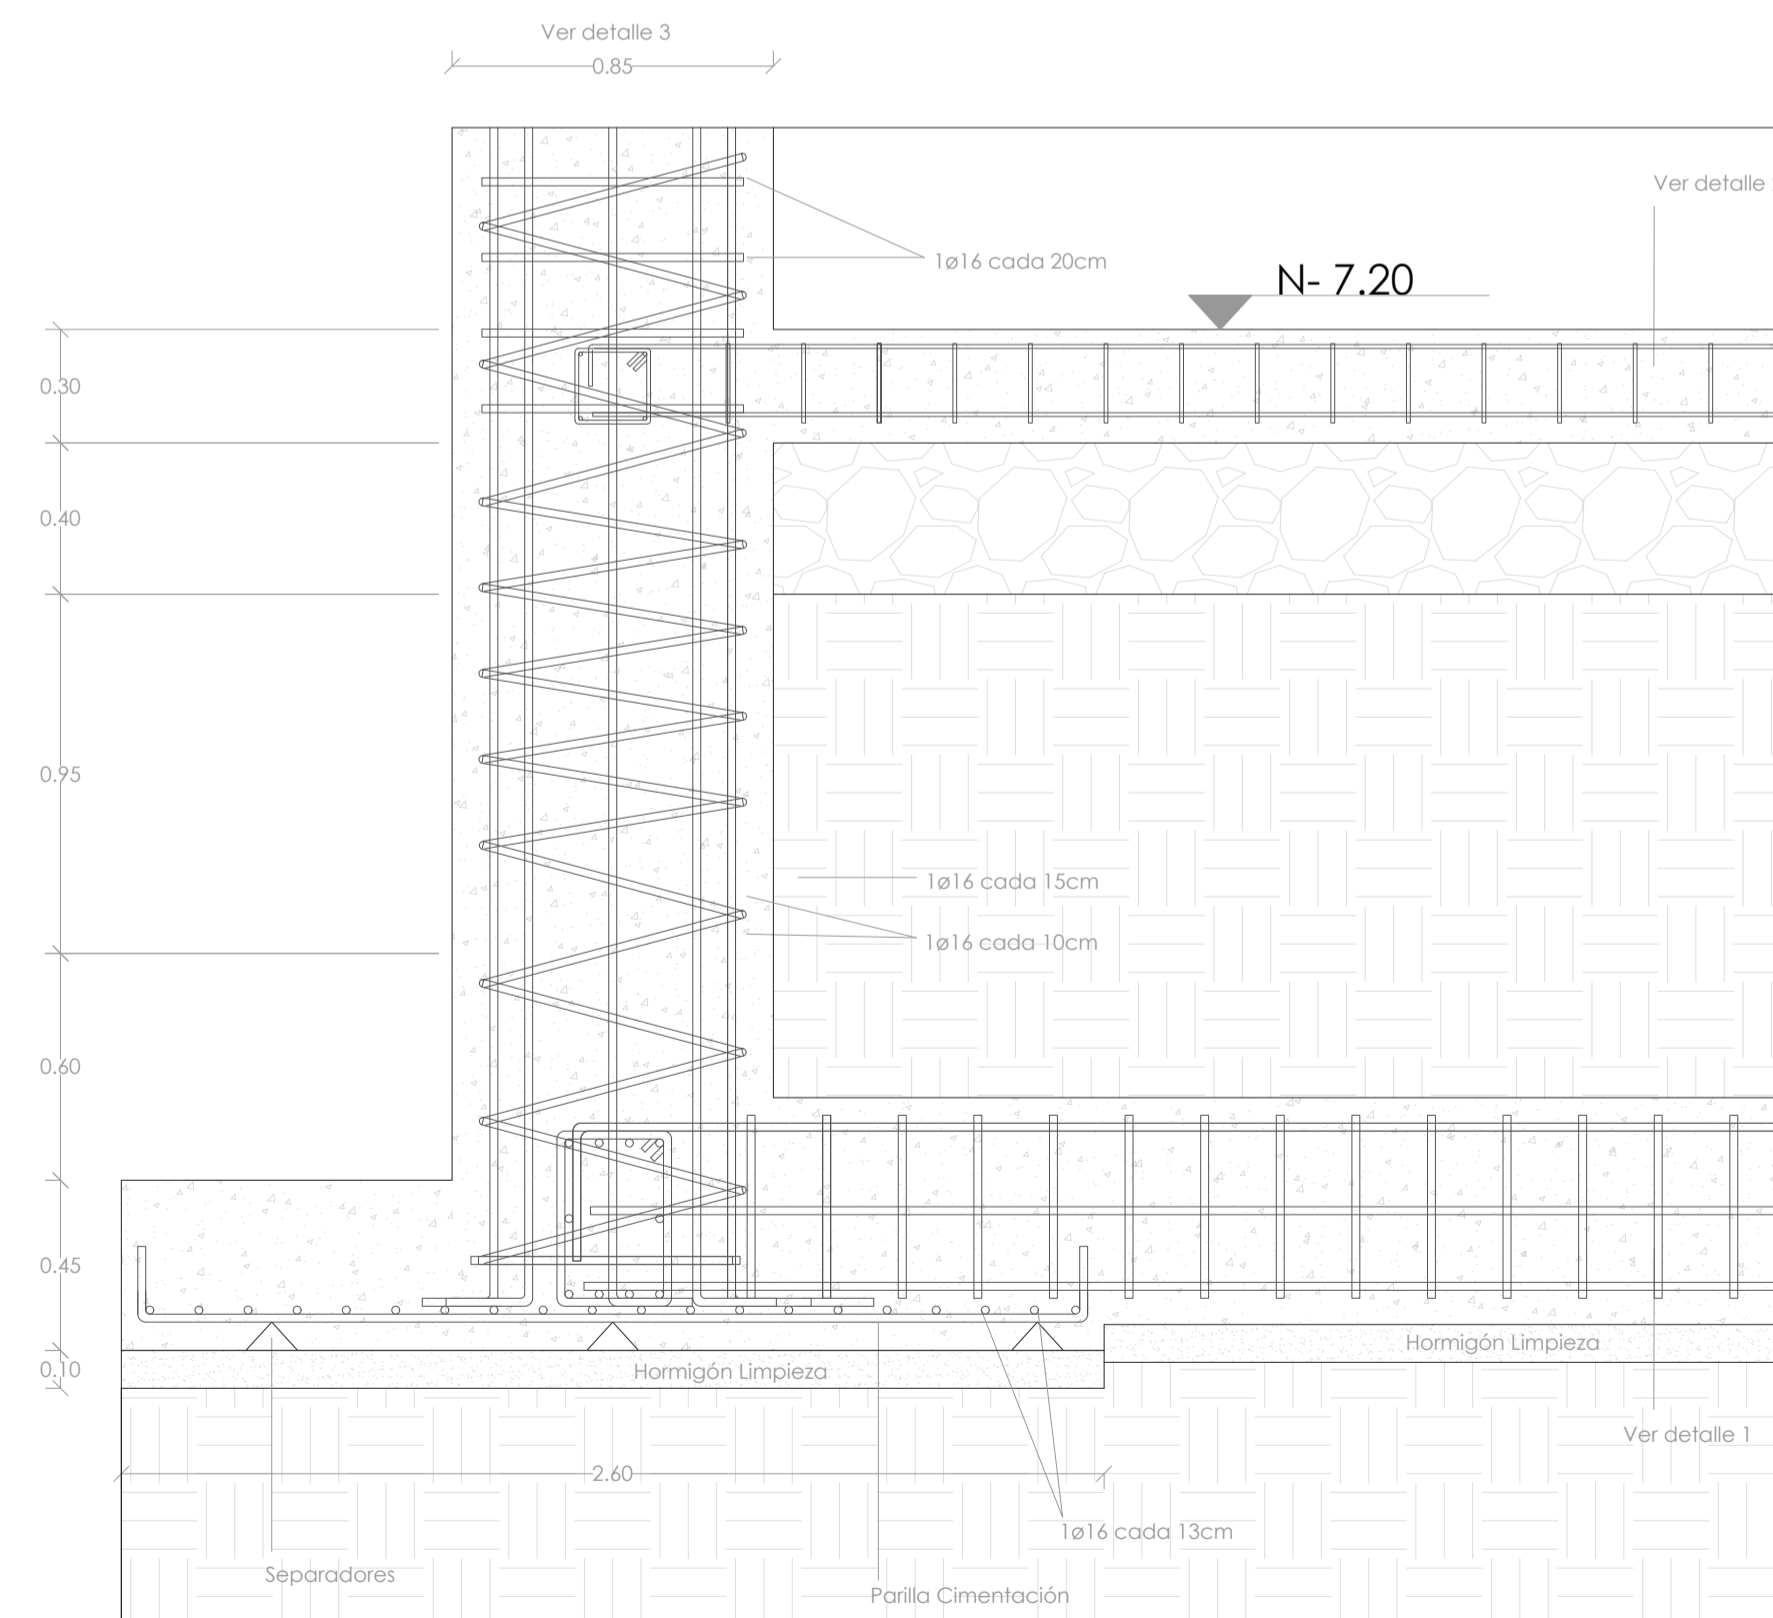 Ver detalle 3
0.85
Ver detalle
1ø16 cada 20cm
N- 7.20
0.30
0.40
0.95
1ø16 cada 15cm
1ø16 cada 10cm
0.60
0.45
Hormigón Limpieza
0.10
Hormigón Limpieza
Ver detalle 1
2.60
1ø16 cada 13cm
Separadores
Parilla Cimentación